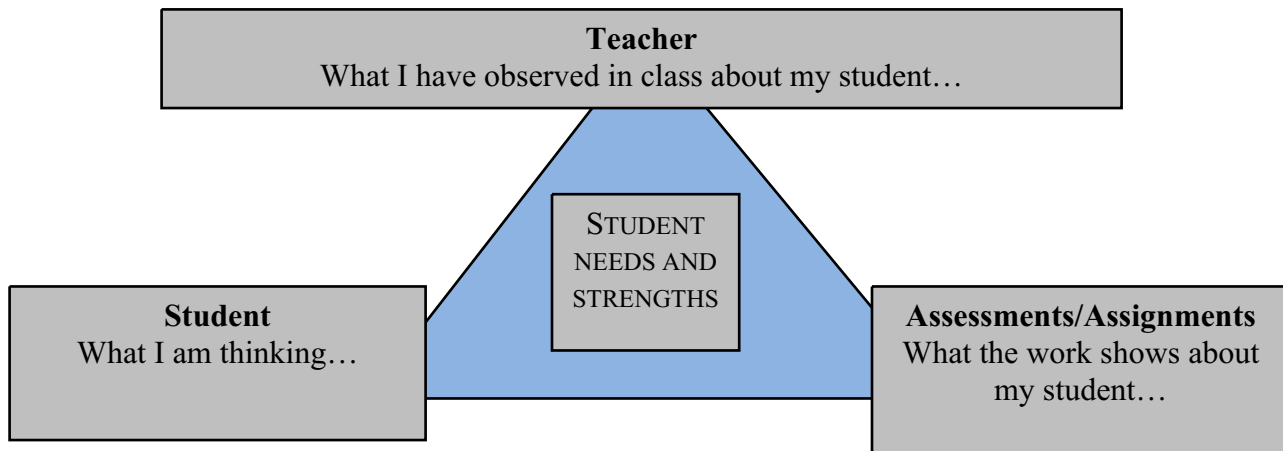 Teacher
What I have observed in class about my student…
STUDENT
NEEDS AND
STRENGTHS
Student
What I am thinking…
Assessments/Assignments
What the work shows about
my student…